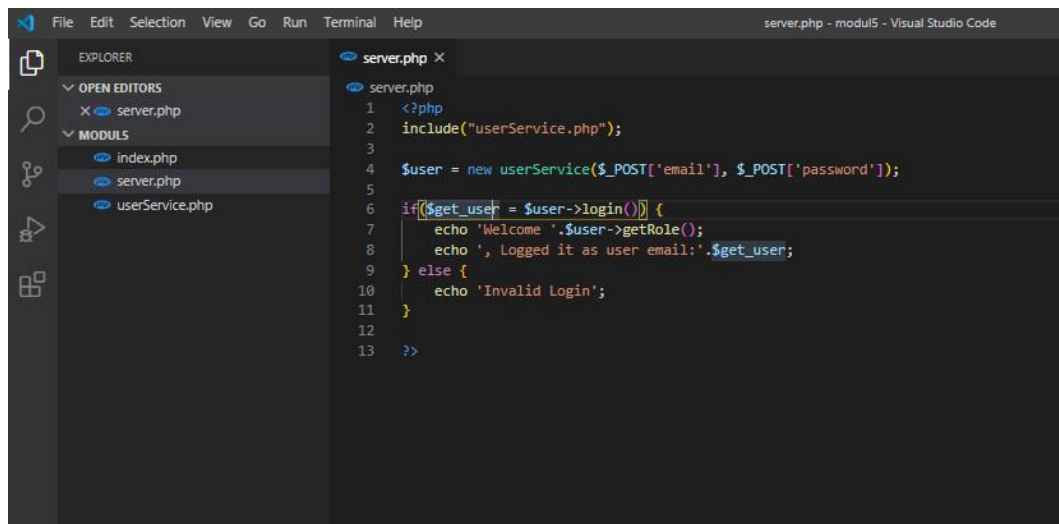 File Edit Selection View Go Run Terminal Help server.php - modul5 - Visual Studio Code
EXPLORER
OPEN EDITORS
server.php
MODUL5
index.php
server.php
userService.php
server.php
server.php
1 <?php
2 include("userService.php");
3
4 $user = new userService($_POST['email'], $_POST['password']);
5
6 if($get_user = $user->login()) {
7 echo 'Welcome '.$user->getRole();
8 echo ', Logged it as user email:'.$get_user;
9 } else {
10 echo 'Invalid Login';
11 }
12
13 ?>